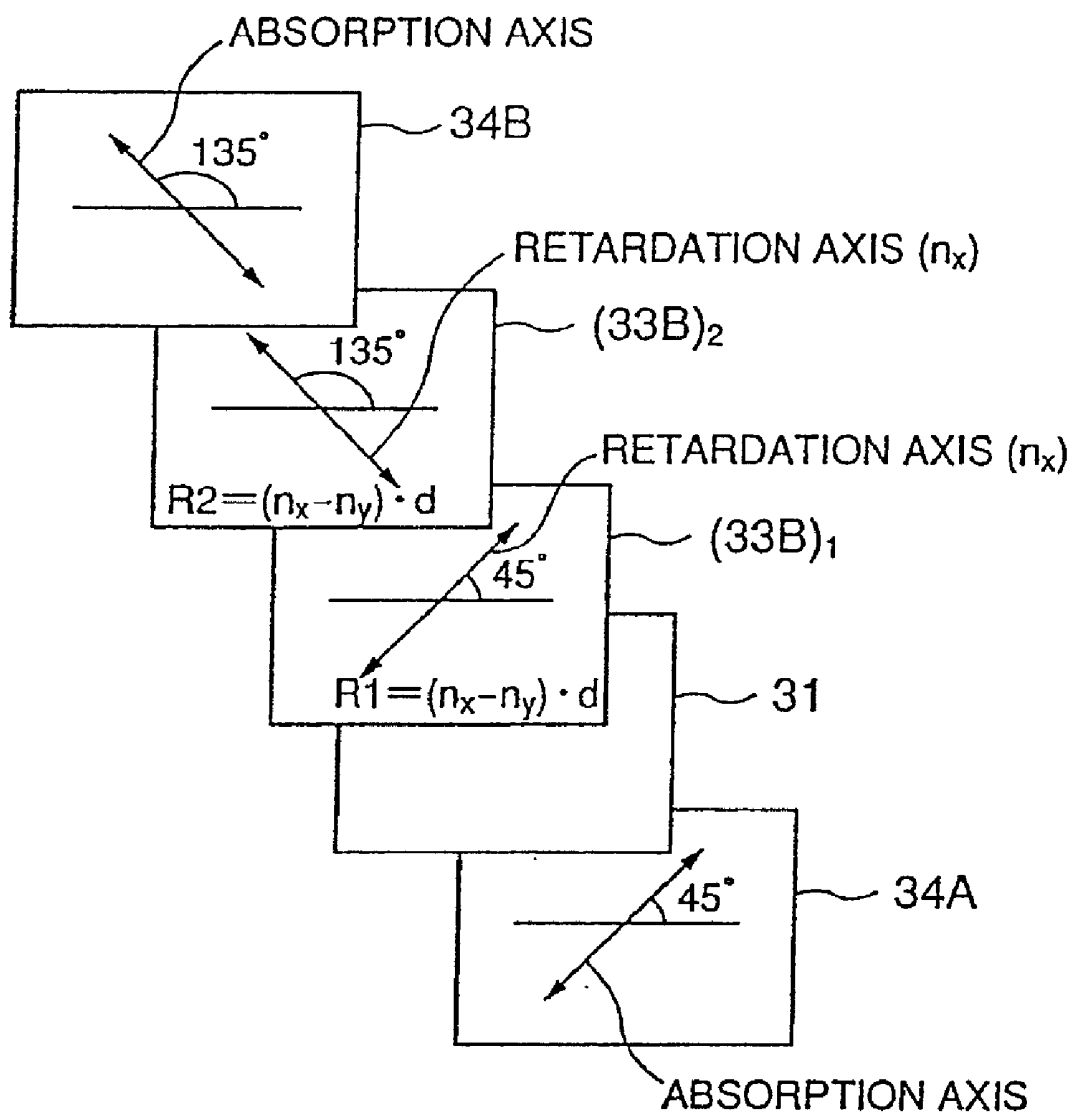 ABSORPTION AXIS
34B
135°
RETARDATION AXIS (nx)
(33B)2
135°
RETARDATION AXIS (nx)
R2=(nx-ny)·d
(33B)1
45°
R1=(nx-ny)·d
31
34A
45°
ABSORPTION AXIS